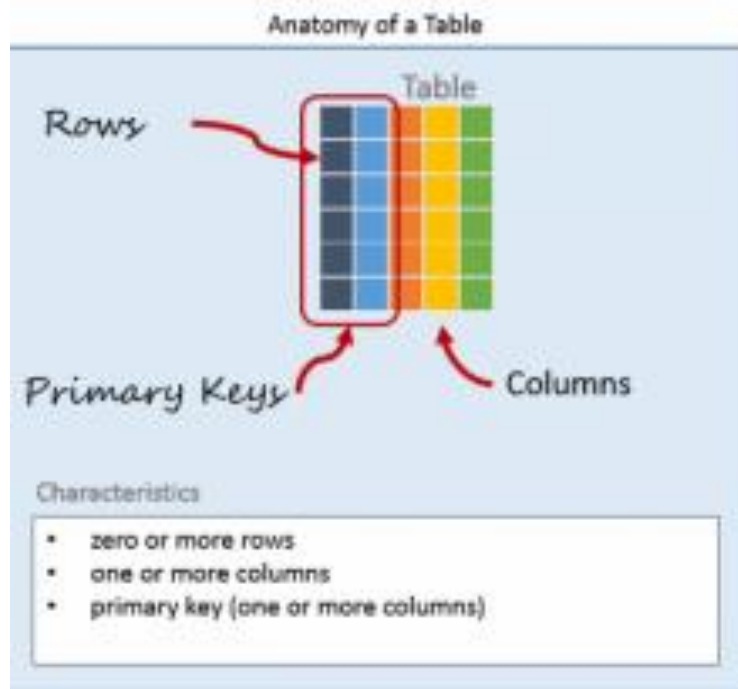 Anatomy of a Table
Table
Rows
Primary Keys
Columns
Characteristics
• zero or more rows
• one or more columns
• primary key (one or more columns)